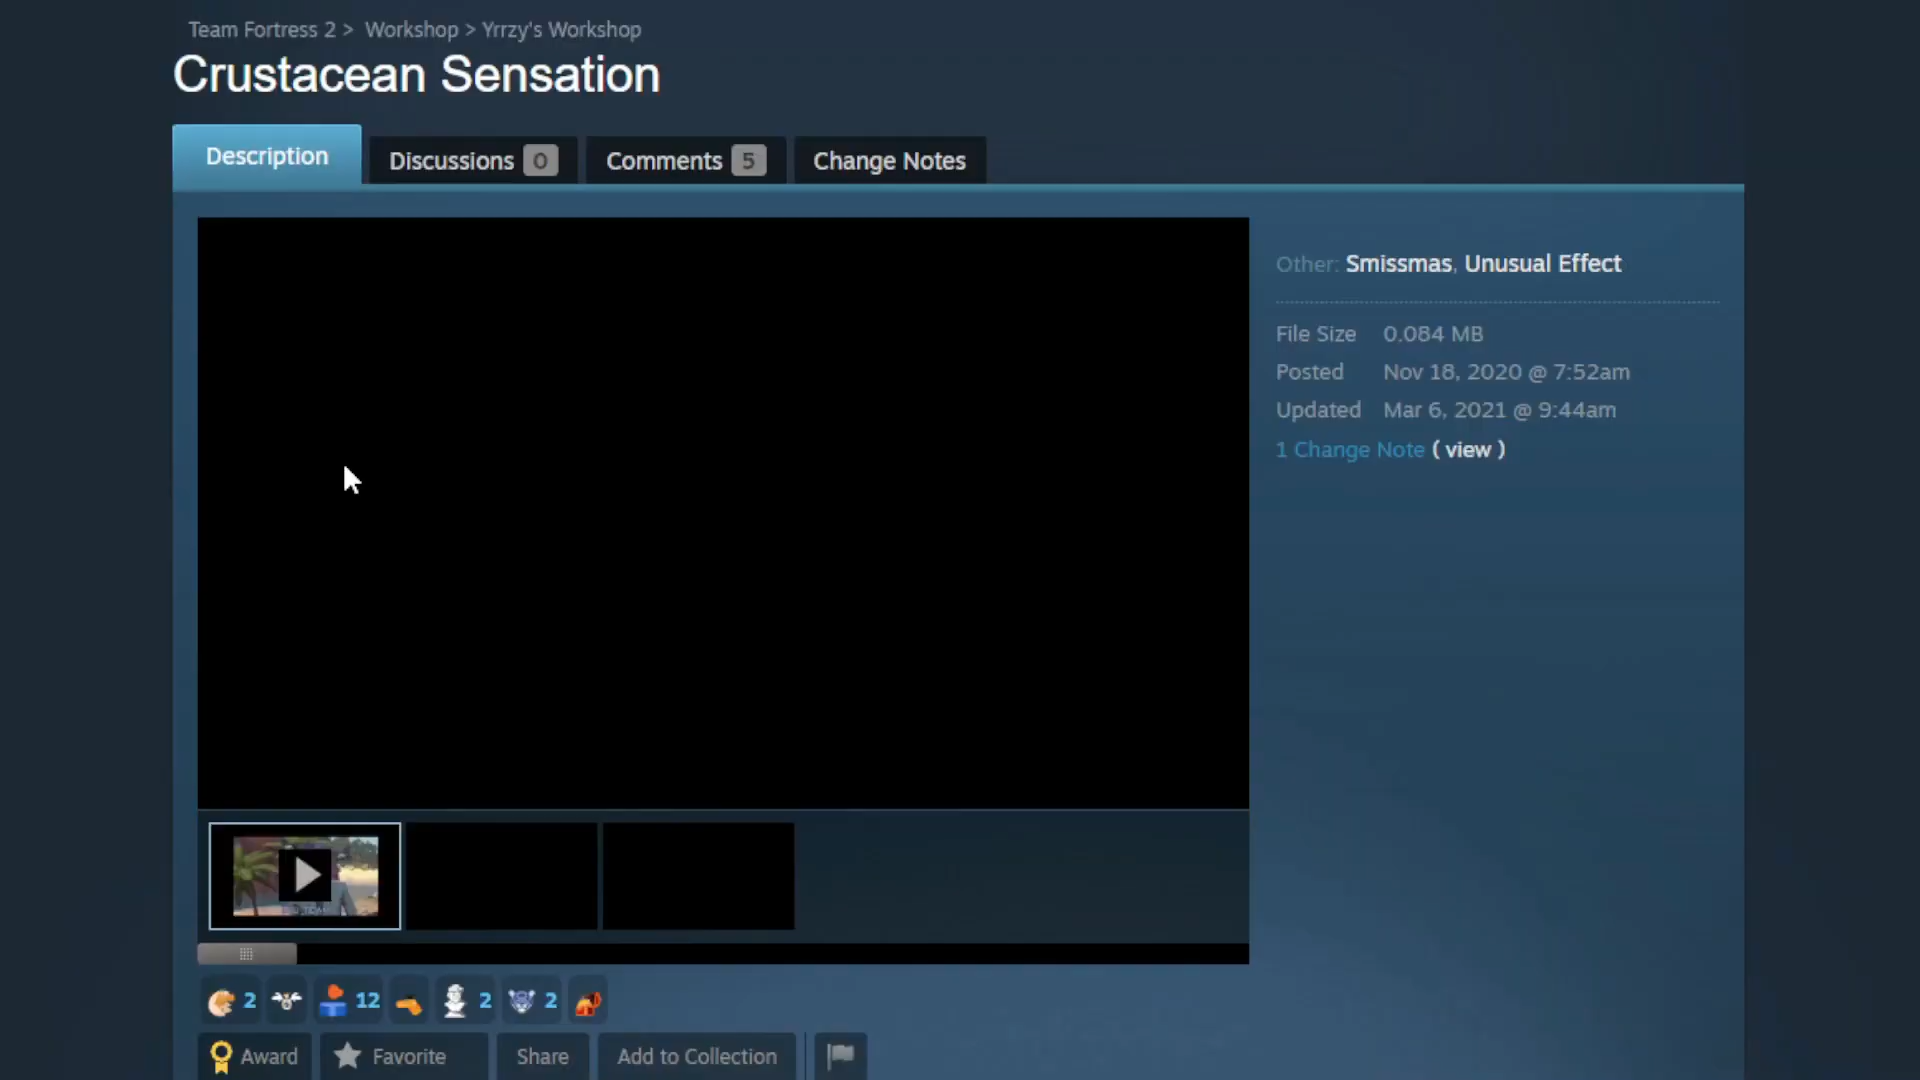 Team Fortress 2 > Workshop > Yrrzy's Workshop
Crustacean Sensation
Description
Discussions 0
Comments 5
Change Notes
Other: Smissmas, Unusual Effect
File Size 0.084 MB
Posted Nov 18, 2020 @ 7:52am
Updated Mar 6, 2021 @ 9:44am
1 Change Note ( view )
2 12 2 2
Award Favorite Share Add to Collection